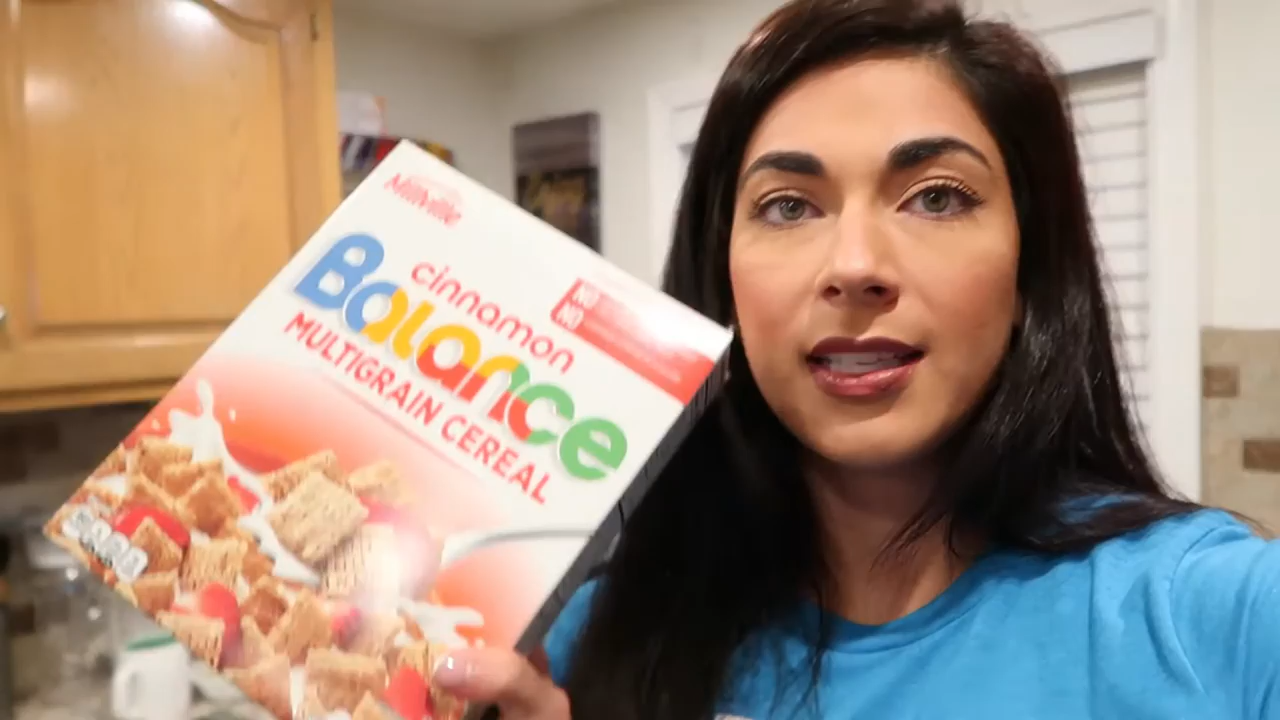 Millville
cinnamon
Balance
MULTIGRAIN CEREAL
NO
NO